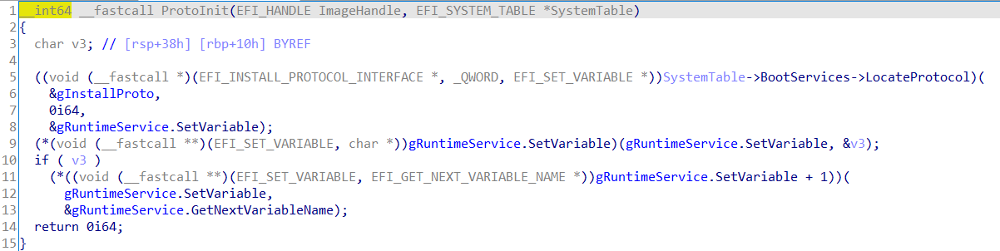 1 __int64 __fastcall ProtoInit(EFI_HANDLE ImageHandle, EFI_SYSTEM_TABLE *SystemTable)
2 {
3   char v3; // [rsp+38h] [rbp+10h] BYREF
4
5   ((void (__fastcall *)(EFI_INSTALL_PROTOCOL_INTERFACE *, _QWORD, EFI_SET_VARIABLE *))SystemTable->BootServices->LocateProtocol)(
6     &gInstallProto,
7     0i64,
8     &gRuntimeService.SetVariable);
9   (*(void (__fastcall **)(EFI_SET_VARIABLE, char *))gRuntimeService.SetVariable)(gRuntimeService.SetVariable, &v3);
10   if ( v3 )
11     (*((void (__fastcall **)(EFI_SET_VARIABLE, EFI_GET_NEXT_VARIABLE_NAME *))gRuntimeService.SetVariable + 1))(
12       gRuntimeService.SetVariable,
13       &gRuntimeService.GetNextVariableName);
14   return 0i64;
15 }